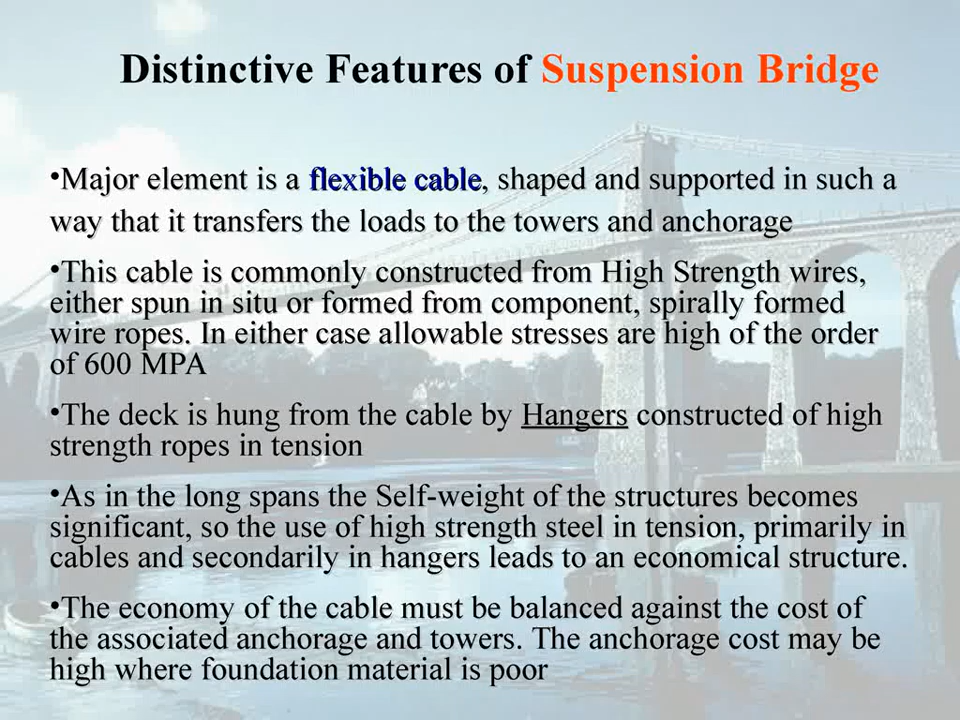 Distinctive Features of Suspension Bridge
•Major element is a flexible cable, shaped and supported in such a
way that it transfers the loads to the towers and anchorage
•This cable is commonly constructed from High Strength wires,
either spun in situ or formed from component, spirally formed
wire ropes. In either case allowable stresses are high of the order
of 600 MPA
•The deck is hung from the cable by Hangers constructed of high
strength ropes in tension
•As in the long spans the Self-weight of the structures becomes
significant, so the use of high strength steel in tension, primarily in
cables and secondarily in hangers leads to an economical structure.
•The economy of the cable must be balanced against the cost of
the associated anchorage and towers. The anchorage cost may be
high where foundation material is poor